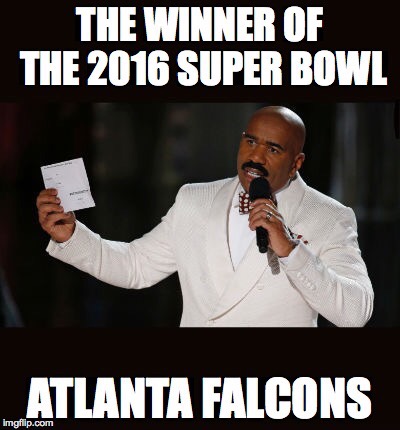 THE WINNER OF
THE 2016 SUPER BOWL
ATLANTA FALCONS
imgflip.com